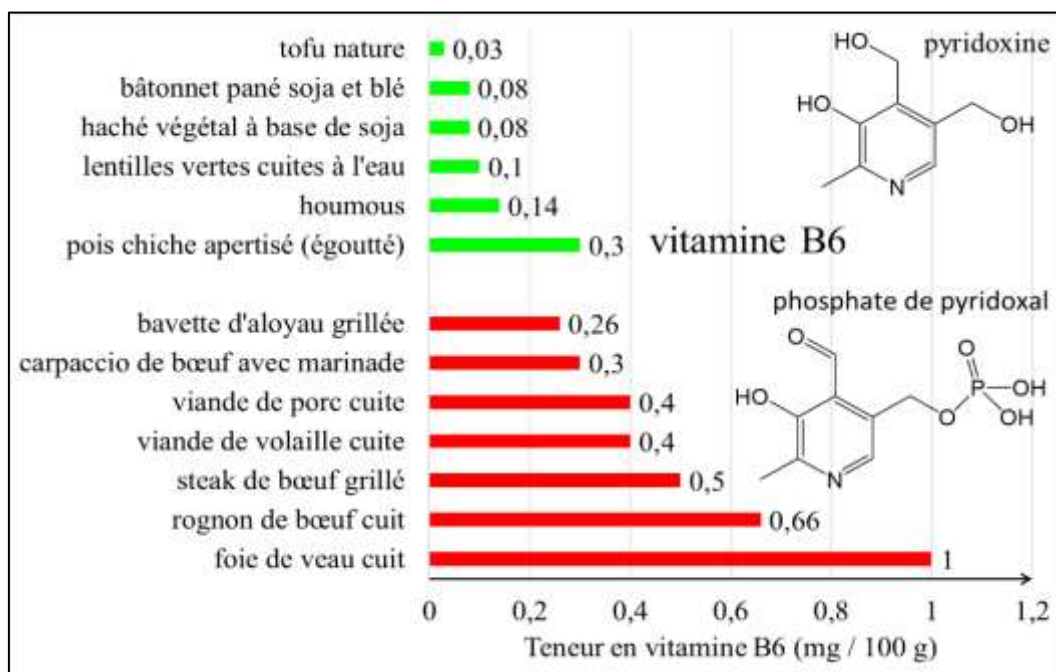 tofu nature 0,03
bâtonnet pané soja et blé 0,08
haché végétal à base de soja 0,08
lentilles vertes cuites à l'eau 0,1
houmous 0,14
pois chiche apertisé (égoutté) 0,3
vitamine B6
pyridoxine
HO
HO
OH
N
bavette d'aloyau grillée 0,26
carpaccio de bœuf avec marinade 0,3
viande de porc cuite 0,4
viande de volaille cuite 0,4
steak de bœuf grillé 0,5
rognon de bœuf cuit 0,66
foie de veau cuit 1
phosphate de pyridoxal
O
O
HO
P
OH
O
OH
N
0 0,2 0,4 0,6 0,8 1 1,2
Teneur en vitamine B6 (mg / 100 g)